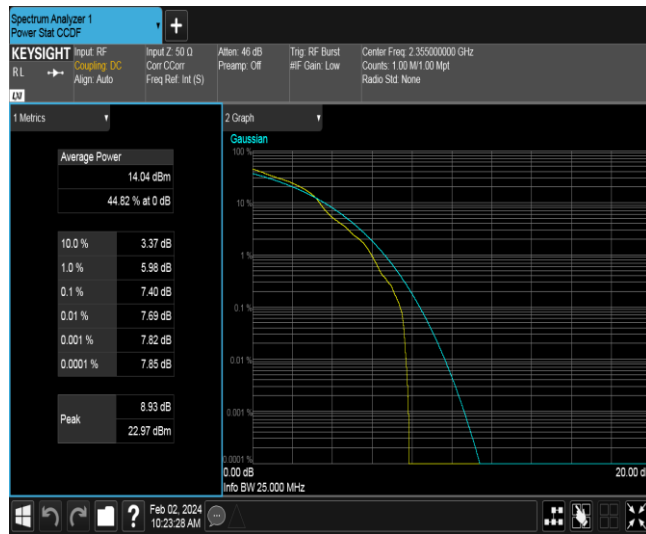 Spectrum Analyzer 1
Power Stat CCDF
KEYSIGHT
RL
LXI
Input: RF
Coupling: DC
Align: Auto
Input Z: 50 Ω
Corr CCorr
Freq Ref: Int (S)
Atten: 46 dB
Preamp: Off
Trig: RF Burst
#IF Gain: Low
Center Freq: 2.355000000 GHz
Counts: 1.00 M/1.00 Mpt
Radio Std: None
1 Metrics
Average Power
14.04 dBm
44.82 % at 0 dB
10.0 % 3.37 dB
1.0 % 5.98 dB
0.1 % 7.40 dB
0.01 % 7.69 dB
0.001 % 7.82 dB
0.0001 % 7.85 dB
Peak
8.93 dB
22.97 dBm
2 Graph
Gaussian
100 %
10 %
1 %
0.1 %
0.01 %
0.001 %
0.0001 %
0.00 dB
20.00 d
Info BW 25.000 MHz
?
Feb 02, 2024
10:23:28 AM